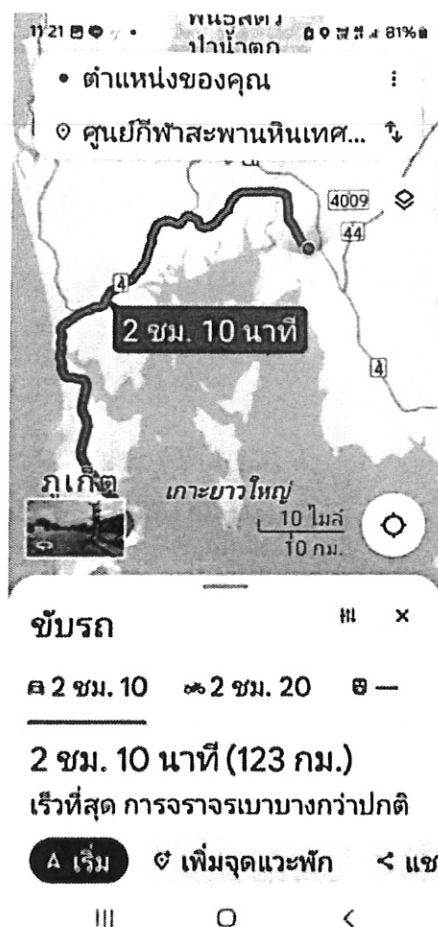 11:21
81%
ป่าน้ำตก
ตำแหน่งของคุณ
ศูนย์กีฬาสะพานหินเทศ...
4009
44
4
2 ชม. 10 นาที
4
ภูเก็ต
เกาะยาวใหญ่
10 ไมล์
10 กม.
ขับรถ
2 ชม. 10 2 ชม. 20 —
2 ชม. 10 นาที (123 กม.)
เร็วที่สุด การจราจรเบาบางกว่าปกติ
เริ่ม เพิ่มจุดแวะพัก แช